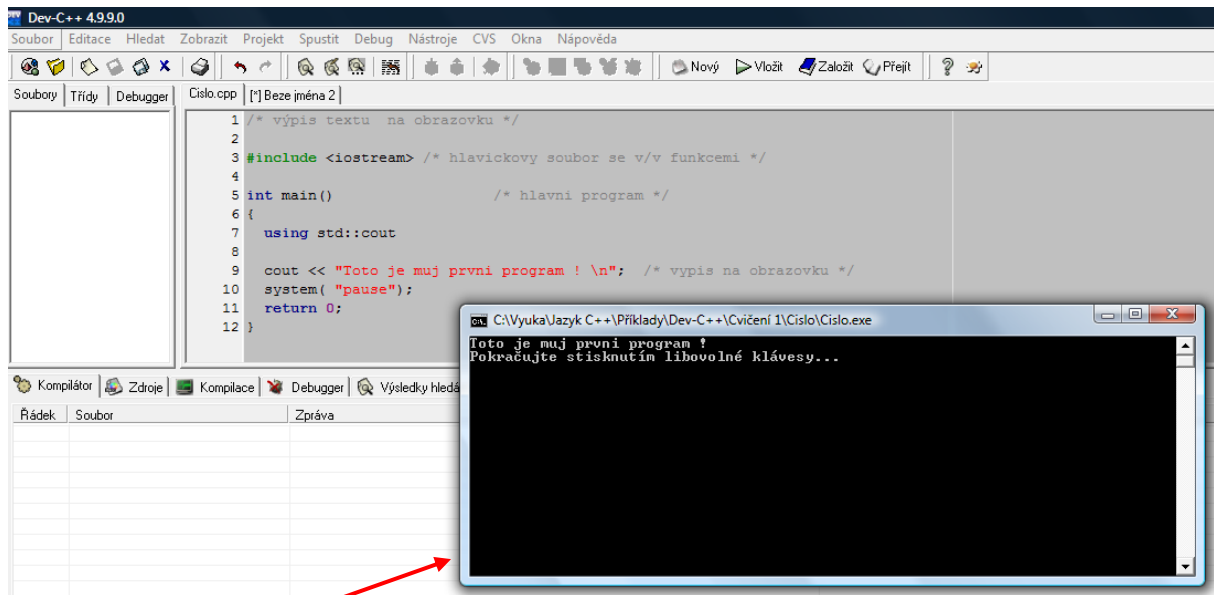 Dev-C++ 4.9.9.0
Soubor Editace Hledat Zobrazit Projekt Spustit Debug Nástroje CVS Okna Nápověda
Nový Vložit Založit Přejít
Soubory Třídy Debugger Cislo.cpp [*] Beze jména 2
1 /* výpis textu  na obrazovku */
2
3 #include <iostream> /* hlavickovy soubor se v/v funkcemi */
4
5 int main() /* hlavni program */
6 {
7 using std::cout
8
9 cout << "Toto je muj prvni program ! \n"; /* vypis na obrazovku */
10 system( "pause");
11 return 0;
12 }
C:\Vyuka\Jazyk C++\Příklady\Dev-C++\Cvičení 1\Cislo\Cislo.exe
Toto je muj prvni program !
Pokračujte stisknutím libovolné klávesy...
Kompilátor Zdroje Kompilace Debugger Výsledky hledá
Řádek Soubor Zpráva